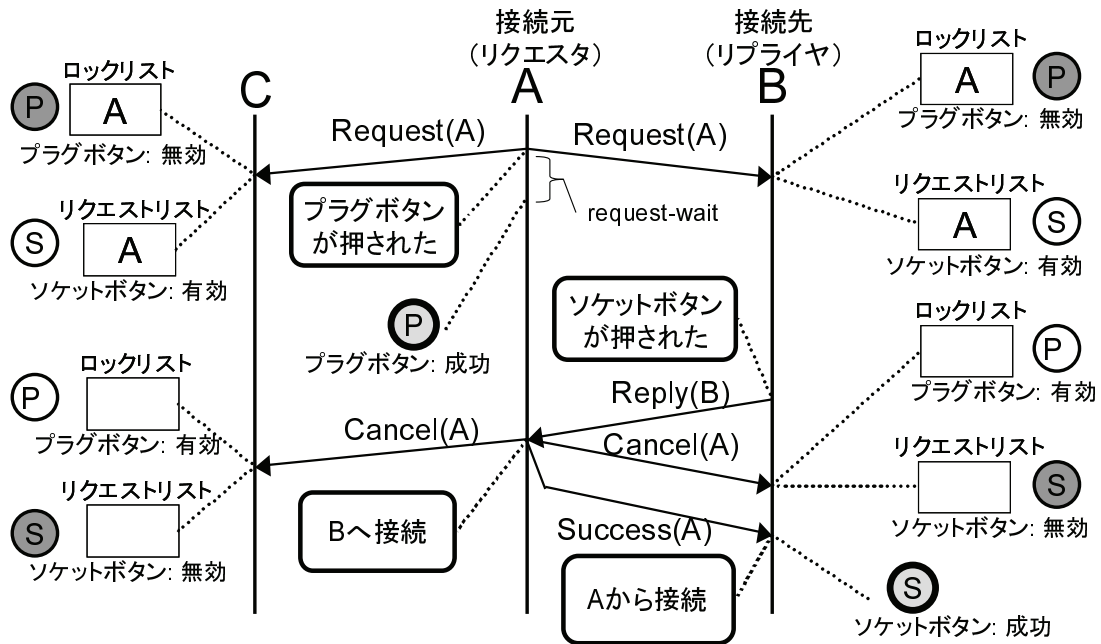 接続元
(リクエスタ)
接続先
(リプライヤ)
C
A
B
ロックリスト
P
A
プラグボタン: 無効
リクエストリスト
S
A
ソケットボタン: 有効
Request(A)
Request(A)
ロックリスト
A
P
プラグボタン: 無効
リクエストリスト
A
S
ソケットボタン: 有効
プラグボタン
が押された
request-wait
P
プラグボタン: 成功
ソケットボタン
が押された
Reply(B)
Cancel(A)
Cancel(A)
ロックリスト
P
プラグボタン: 有効
リクエストリスト
S
ソケットボタン: 無効
ロックリスト
P
プラグボタン: 有効
リクエストリスト
S
ソケットボタン: 無効
Bへ接続
Success(A)
Aから接続
S
ソケットボタン: 成功